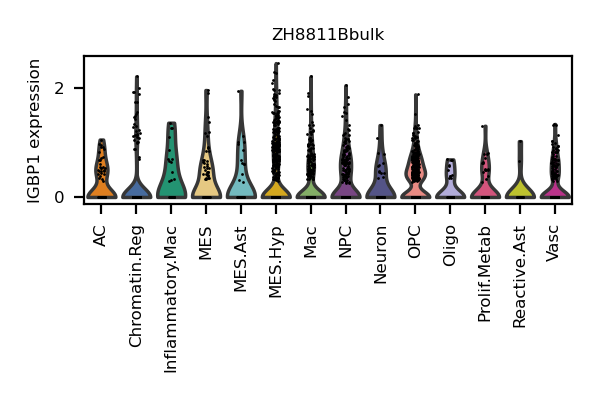 ZH8811Bbulk
IGBP1 expression
2
0
AC
Chromatin.Reg
Inflammatory.Mac
MES
MES.Ast
MES.Hyp
Mac
NPC
Neuron
OPC
Oligo
Prolif.Metab
Reactive.Ast
Vasc